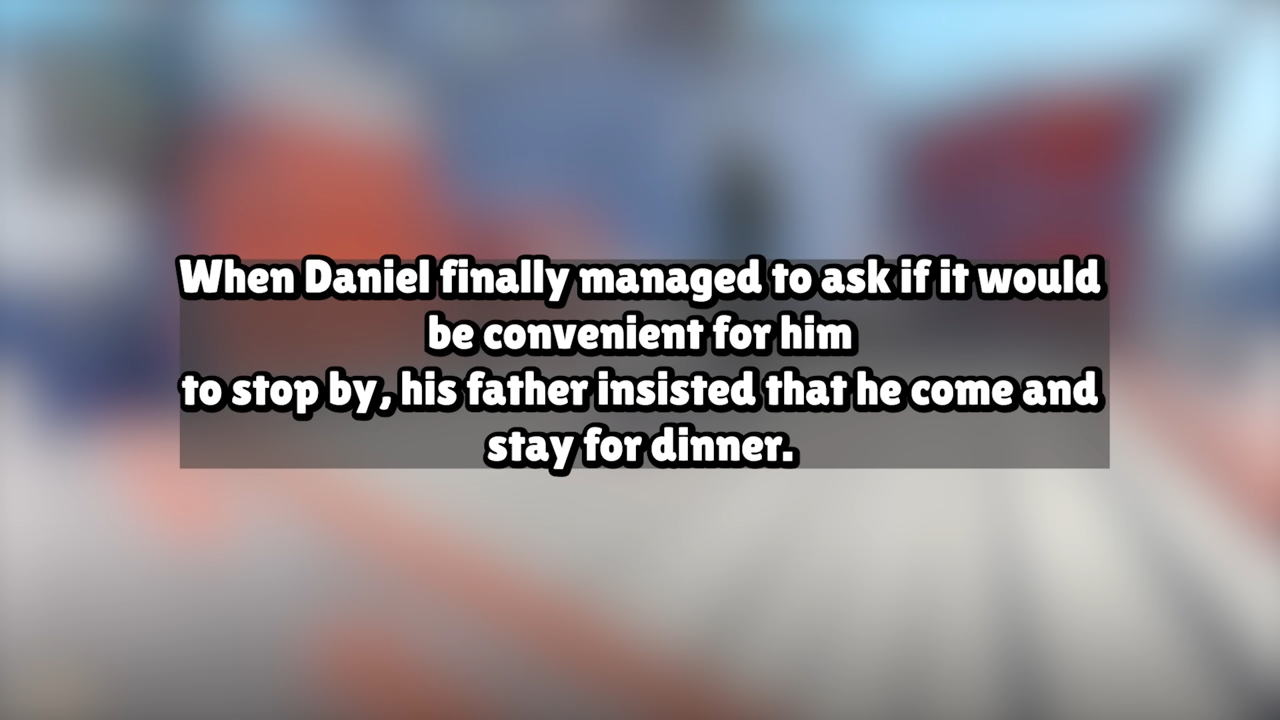 When Daniel finally managed to ask if it would
be convenient for him
to stop by, his father insisted that he come and
stay for dinner.